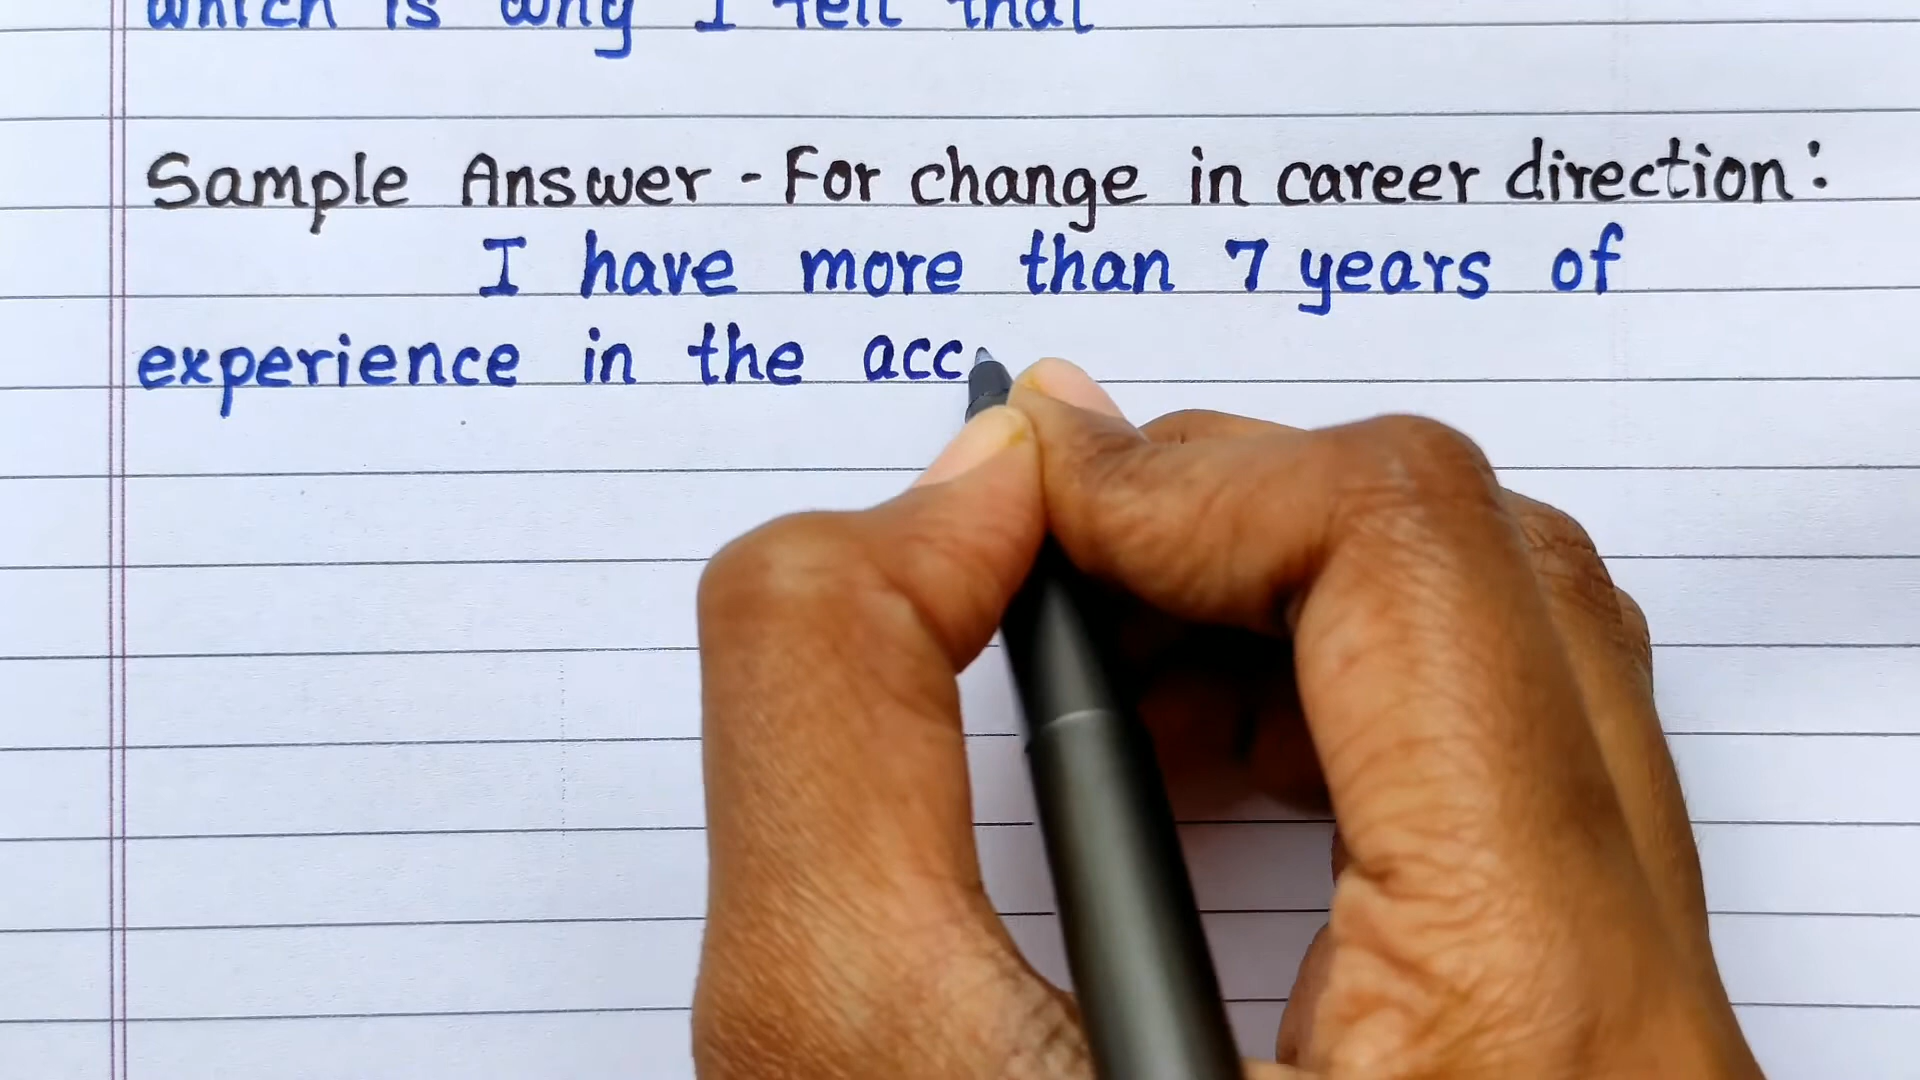 which is why I felt that
Sample Answer - For change in career direction:
I have more than 7 years of
experience in the acc